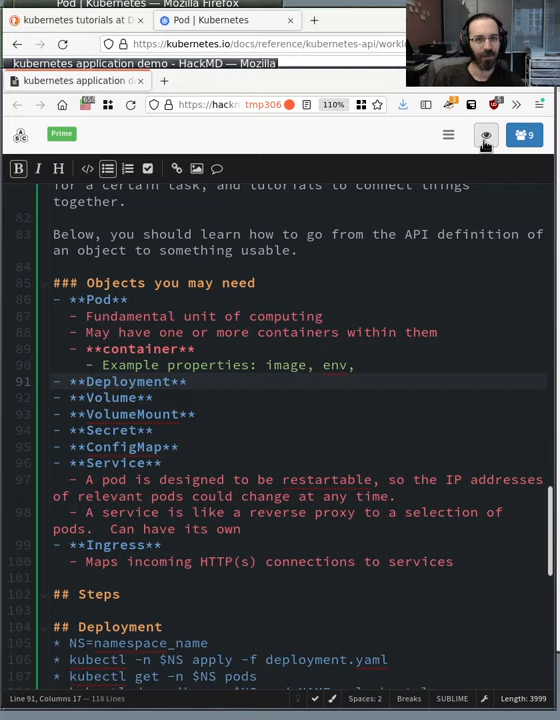 Pod | Kubernetes — Mozilla Firefox
kubernetes tutorials at D
Pod | Kubernetes
https://kubernetes.io/docs/reference/kubernetes-api/worklo
kubernetes application demo - HackMD — Mozilla
kubernetes application d
https://hackm
tmp306
110%
Prime
9
B I H
for a certain task, and tutorials to connect things
together.
82
83 Below, you should learn how to go from the API definition of
an object to something usable.
84
85 ### Objects you may need
86 - **Pod**
87 - Fundamental unit of computing
88 - May have one or more containers within them
89 - **container**
90 - Example properties: image, env,
91 - **Deployment**
92 - **Volume**
93 - **VolumeMount**
94 - **Secret**
95 - **ConfigMap**
96 - **Service**
97 - A pod is designed to be restartable, so the IP addresses
of relevant pods could change at any time.
98 - A service is like a reverse proxy to a selection of
pods. Can have its own
99 - **Ingress**
100 - Maps incoming HTTP(s) connections to services
101
102 ## Steps
103
104 ## Deployment
105 * NS=namespace_name
106 * kubectl -n $NS apply -f deployment.yaml
107 * kubectl get -n $NS pods
Line 91, Columns 17 — 118 Lines
Spaces: 2
Breaks
SUBLIME
Length: 3999